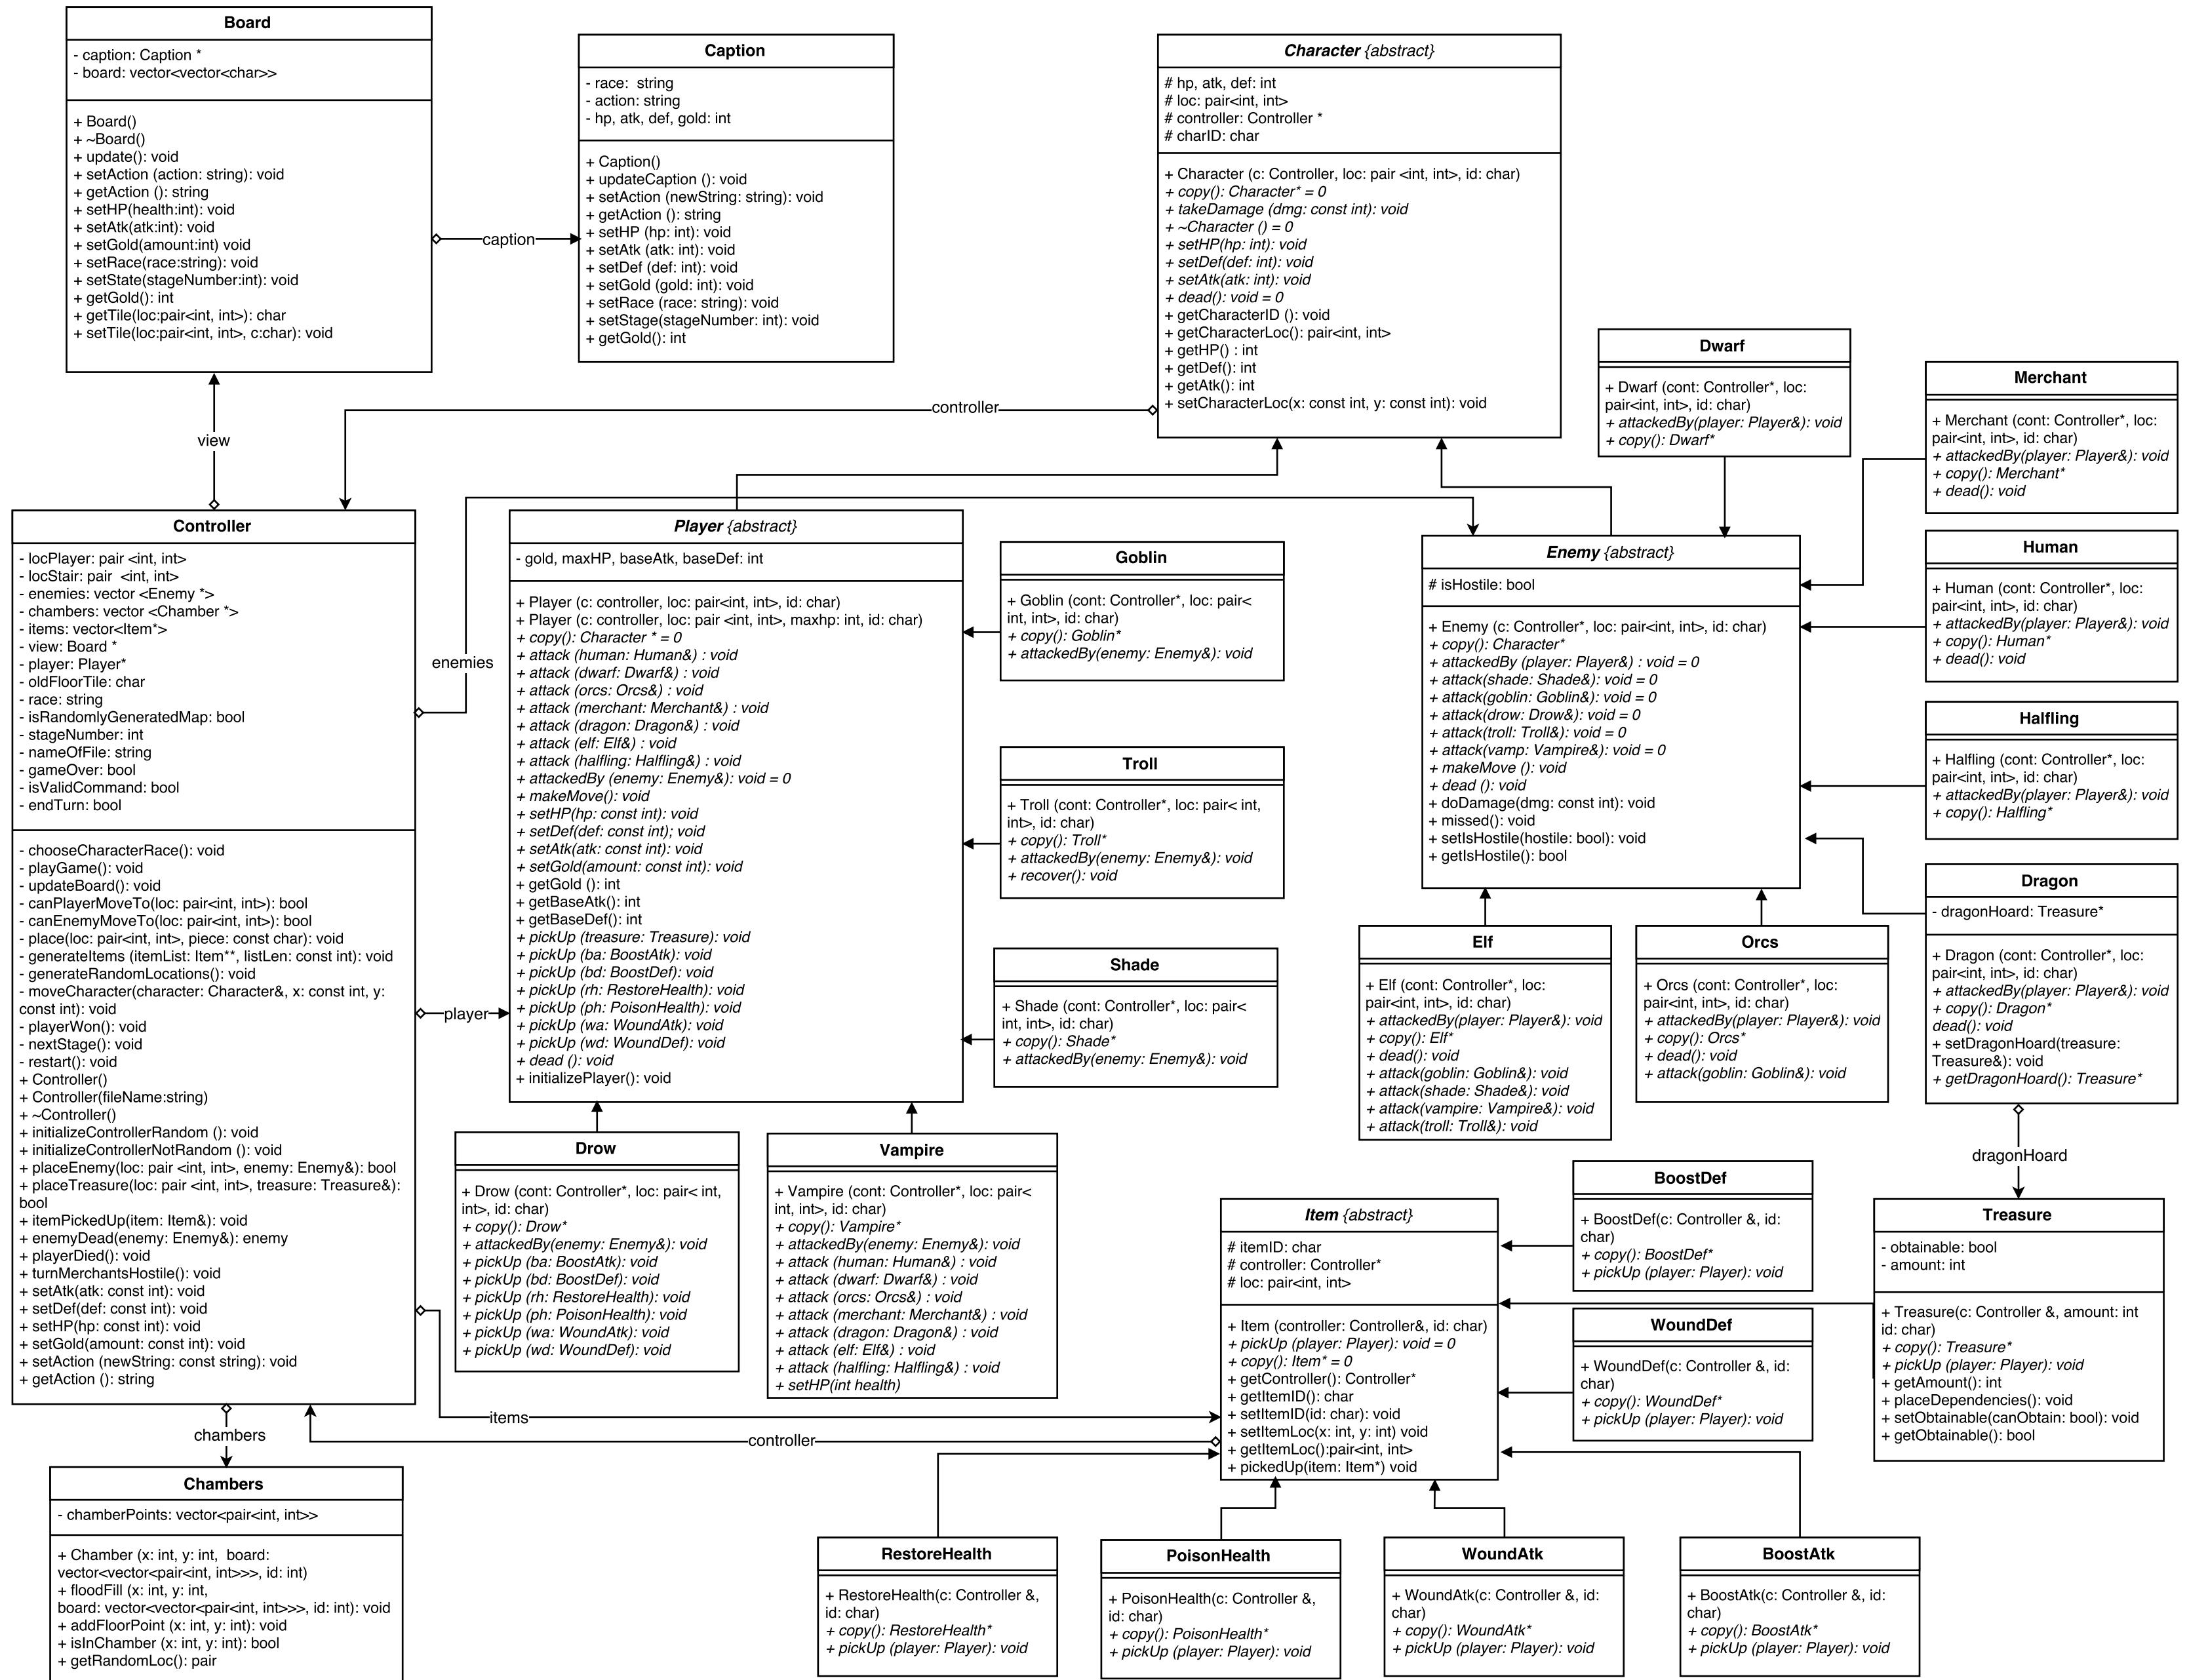 Board
- caption: Caption *
- board: vector<vector<char>>
+ Board()
+ ~Board()
+ update(): void
+ setAction (action: string): void
+ getAction (): string
+ setHP(health:int): void
+ setAtk(atk:int): void
+ setGold(amount:int) void
+ setRace(race:string): void
+ setState(stageNumber:int): void
+ getGold(): int
+ getTile(loc:pair<int, int>): char
+ setTile(loc:pair<int, int>, c:char): void
caption
Caption
- race:  string
- action: string
- hp, atk, def, gold: int
+ Caption()
+ updateCaption (): void
+ setAction (newString: string): void
+ getAction (): string
+ setHP (hp: int): void
+ setAtk (atk: int): void
+ setDef (def: int): void
+ setGold (gold: int): void
+ setRace (race: string): void
+ setStage(stageNumber: int): void
+ getGold(): int
Character {abstract}
# hp, atk, def: int
# loc: pair<int, int>
# controller: Controller *
# charID: char
+ Character (c: Controller, loc: pair <int, int>, id: char)
+ copy(): Character* = 0
+ takeDamage (dmg: const int): void
+ ~Character () = 0
+ setHP(hp: int): void
+ setDef(def: int): void
+ setAtk(atk: int): void
+ dead(): void = 0
+ getCharacterID (): void
+ getCharacterLoc(): pair<int, int>
+ getHP() : int
+ getDef(): int
+ getAtk(): int
+ setCharacterLoc(x: const int, y: const int): void
controller
view
Dwarf
+ Dwarf (cont: Controller*, loc:
pair<int, int>, id: char)
+ attackedBy(player: Player&): void
+ copy(): Dwarf*
Merchant
+ Merchant (cont: Controller*, loc:
pair<int, int>, id: char)
+ attackedBy(player: Player&): void
+ copy(): Merchant*
+ dead(): void
Controller
- locPlayer: pair <int, int>
- locStair: pair  <int, int>
- enemies: vector <Enemy *>
- chambers: vector <Chamber *>
- items: vector<Item*>
- view: Board *
- player: Player*
- oldFloorTile: char
- race: string
- isRandomlyGeneratedMap: bool
- stageNumber: int
- nameOfFile: string
- gameOver: bool
- isValidCommand: bool
- endTurn: bool
- chooseCharacterRace(): void
- playGame(): void
- updateBoard(): void
- canPlayerMoveTo(loc: pair<int, int>): bool
- canEnemyMoveTo(loc: pair<int, int>): bool
- place(loc: pair<int, int>, piece: const char): void
- generateItems (itemList: Item**, listLen: const int): void
- generateRandomLocations(): void
- moveCharacter(character: Character&, x: const int, y:
const int): void
- playerWon(): void
- nextStage(): void
- restart(): void
+ Controller()
+ Controller(fileName:string)
+ ~Controller()
+ initializeControllerRandom (): void
+ initializeControllerNotRandom (): void
+ placeEnemy(loc: pair <int, int>, enemy: Enemy&): bool
+ placeTreasure(loc: pair <int, int>, treasure: Treasure&):
bool
+ itemPickedUp(item: Item&): void
+ enemyDead(enemy: Enemy&): enemy
+ playerDied(): void
+ turnMerchantsHostile(): void
+ setAtk(atk: const int): void
+ setDef(def: const int): void
+ setHP(hp: const int): void
+ setGold(amount: const int): void
+ setAction (newString: const string): void
+ getAction (): string
enemies
player
items
controller
chambers
Player {abstract}
- gold, maxHP, baseAtk, baseDef: int
+ Player (c: controller, loc: pair<int, int>, id: char)
+ Player (c: controller, loc: pair <int, int>, maxhp: int, id: char)
+ copy(): Character * = 0
+ attack (human: Human&) : void
+ attack (dwarf: Dwarf&) : void
+ attack (orcs: Orcs&) : void
+ attack (merchant: Merchant&) : void
+ attack (dragon: Dragon&) : void
+ attack (elf: Elf&) : void
+ attack (halfling: Halfling&) : void
+ attackedBy (enemy: Enemy&): void = 0
+ makeMove(): void
+ setHP(hp: const int): void
+ setDef(def: const int); void
+ setAtk(atk: const int): void
+ setGold(amount: const int): void
+ getGold (): int
+ getBaseAtk(): int
+ getBaseDef(): int
+ pickUp (treasure: Treasure): void
+ pickUp (ba: BoostAtk): void
+ pickUp (bd: BoostDef): void
+ pickUp (rh: RestoreHealth): void
+ pickUp (ph: PoisonHealth): void
+ pickUp (wa: WoundAtk): void
+ pickUp (wd: WoundDef): void
+ dead (): void
+ initializePlayer(): void
Goblin
+ Goblin (cont: Controller*, loc: pair<
int, int>, id: char)
+ copy(): Goblin*
+ attackedBy(enemy: Enemy&): void
Troll
+ Troll (cont: Controller*, loc: pair< int,
int>, id: char)
+ copy(): Troll*
+ attackedBy(enemy: Enemy&): void
+ recover(): void
Shade
+ Shade (cont: Controller*, loc: pair<
int, int>, id: char)
+ copy(): Shade*
+ attackedBy(enemy: Enemy&): void
Enemy {abstract}
# isHostile: bool
+ Enemy (c: Controller*, loc: pair<int, int>, id: char)
+ copy(): Character*
+ attackedBy (player: Player&) : void = 0
+ attack(shade: Shade&): void = 0
+ attack(goblin: Goblin&): void = 0
+ attack(drow: Drow&): void = 0
+ attack(troll: Troll&): void = 0
+ attack(vamp: Vampire&): void = 0
+ makeMove (): void
+ dead (): void
+ doDamage(dmg: const int): void
+ missed(): void
+ setIsHostile(hostile: bool): void
+ getIsHostile(): bool
Human
+ Human (cont: Controller*, loc:
pair<int, int>, id: char)
+ attackedBy(player: Player&): void
+ copy(): Human*
+ dead(): void
Halfling
+ Halfling (cont: Controller*, loc:
pair<int, int>, id: char)
+ attackedBy(player: Player&): void
+ copy(): Halfling*
Dragon
- dragonHoard: Treasure*
+ Dragon (cont: Controller*, loc:
pair<int, int>, id: char)
+ attackedBy(player: Player&): void
+ copy(): Dragon*
dead(): void
+ setDragonHoard(treasure:
Treasure&): void
+ getDragonHoard(): Treasure*
dragonHoard
Elf
+ Elf (cont: Controller*, loc:
pair<int, int>, id: char)
+ attackedBy(player: Player&): void
+ copy(): Elf*
+ dead(): void
+ attack(goblin: Goblin&): void
+ attack(shade: Shade&): void
+ attack(vampire: Vampire&): void
+ attack(troll: Troll&): void
Orcs
+ Orcs (cont: Controller*, loc:
pair<int, int>, id: char)
+ attackedBy(player: Player&): void
+ copy(): Orcs*
+ dead(): void
+ attack(goblin: Goblin&): void
Drow
+ Drow (cont: Controller*, loc: pair< int,
int>, id: char)
+ copy(): Drow*
+ attackedBy(enemy: Enemy&): void
+ pickUp (ba: BoostAtk): void
+ pickUp (bd: BoostDef): void
+ pickUp (rh: RestoreHealth): void
+ pickUp (ph: PoisonHealth): void
+ pickUp (wa: WoundAtk): void
+ pickUp (wd: WoundDef): void
Vampire
+ Vampire (cont: Controller*, loc: pair<
int, int>, id: char)
+ copy(): Vampire*
+ attackedBy(enemy: Enemy&): void
+ attack (human: Human&) : void
+ attack (dwarf: Dwarf&) : void
+ attack (orcs: Orcs&) : void
+ attack (merchant: Merchant&) : void
+ attack (dragon: Dragon&) : void
+ attack (elf: Elf&) : void
+ attack (halfling: Halfling&) : void
+ setHP(int health)
Item {abstract}
# itemID: char
# controller: Controller*
# loc: pair<int, int>
+ Item (controller: Controller&, id: char)
+ pickUp (player: Player): void = 0
+ copy(): Item* = 0
+ getController(): Controller*
+ getItemID(): char
+ setItemID(id: char): void
+ setItemLoc(x: int, y: int) void
+ getItemLoc():pair<int, int>
+ pickedUp(item: Item*) void
BoostDef
+ BoostDef(c: Controller &, id:
char)
+ copy(): BoostDef*
+ pickUp (player: Player): void
WoundDef
+ WoundDef(c: Controller &, id:
char)
+ copy(): WoundDef*
+ pickUp (player: Player): void
Treasure
- obtainable: bool
- amount: int
+ Treasure(c: Controller &, amount: int
id: char)
+ copy(): Treasure*
+ pickUp (player: Player): void
+ getAmount(): int
+ placeDependencies(): void
+ setObtainable(canObtain: bool): void
+ getObtainable(): bool
Chambers
- chamberPoints: vector<pair<int, int>>
+ Chamber (x: int, y: int,  board:
vector<vector<pair<int, int>>>, id: int)
+ floodFill (x: int, y: int,
board: vector<vector<pair<int, int>>>, id: int): void
+ addFloorPoint (x: int, y: int): void
+ isInChamber (x: int, y: int): bool
+ getRandomLoc(): pair
RestoreHealth
+ RestoreHealth(c: Controller &,
id: char)
+ copy(): RestoreHealth*
+ pickUp (player: Player): void
PoisonHealth
+ PoisonHealth(c: Controller &,
id: char)
+ copy(): PoisonHealth*
+ pickUp (player: Player): void
WoundAtk
+ WoundAtk(c: Controller &, id:
char)
+ copy(): WoundAtk*
+ pickUp (player: Player): void
BoostAtk
+ BoostAtk(c: Controller &, id:
char)
+ copy(): BoostAtk*
+ pickUp (player: Player): void